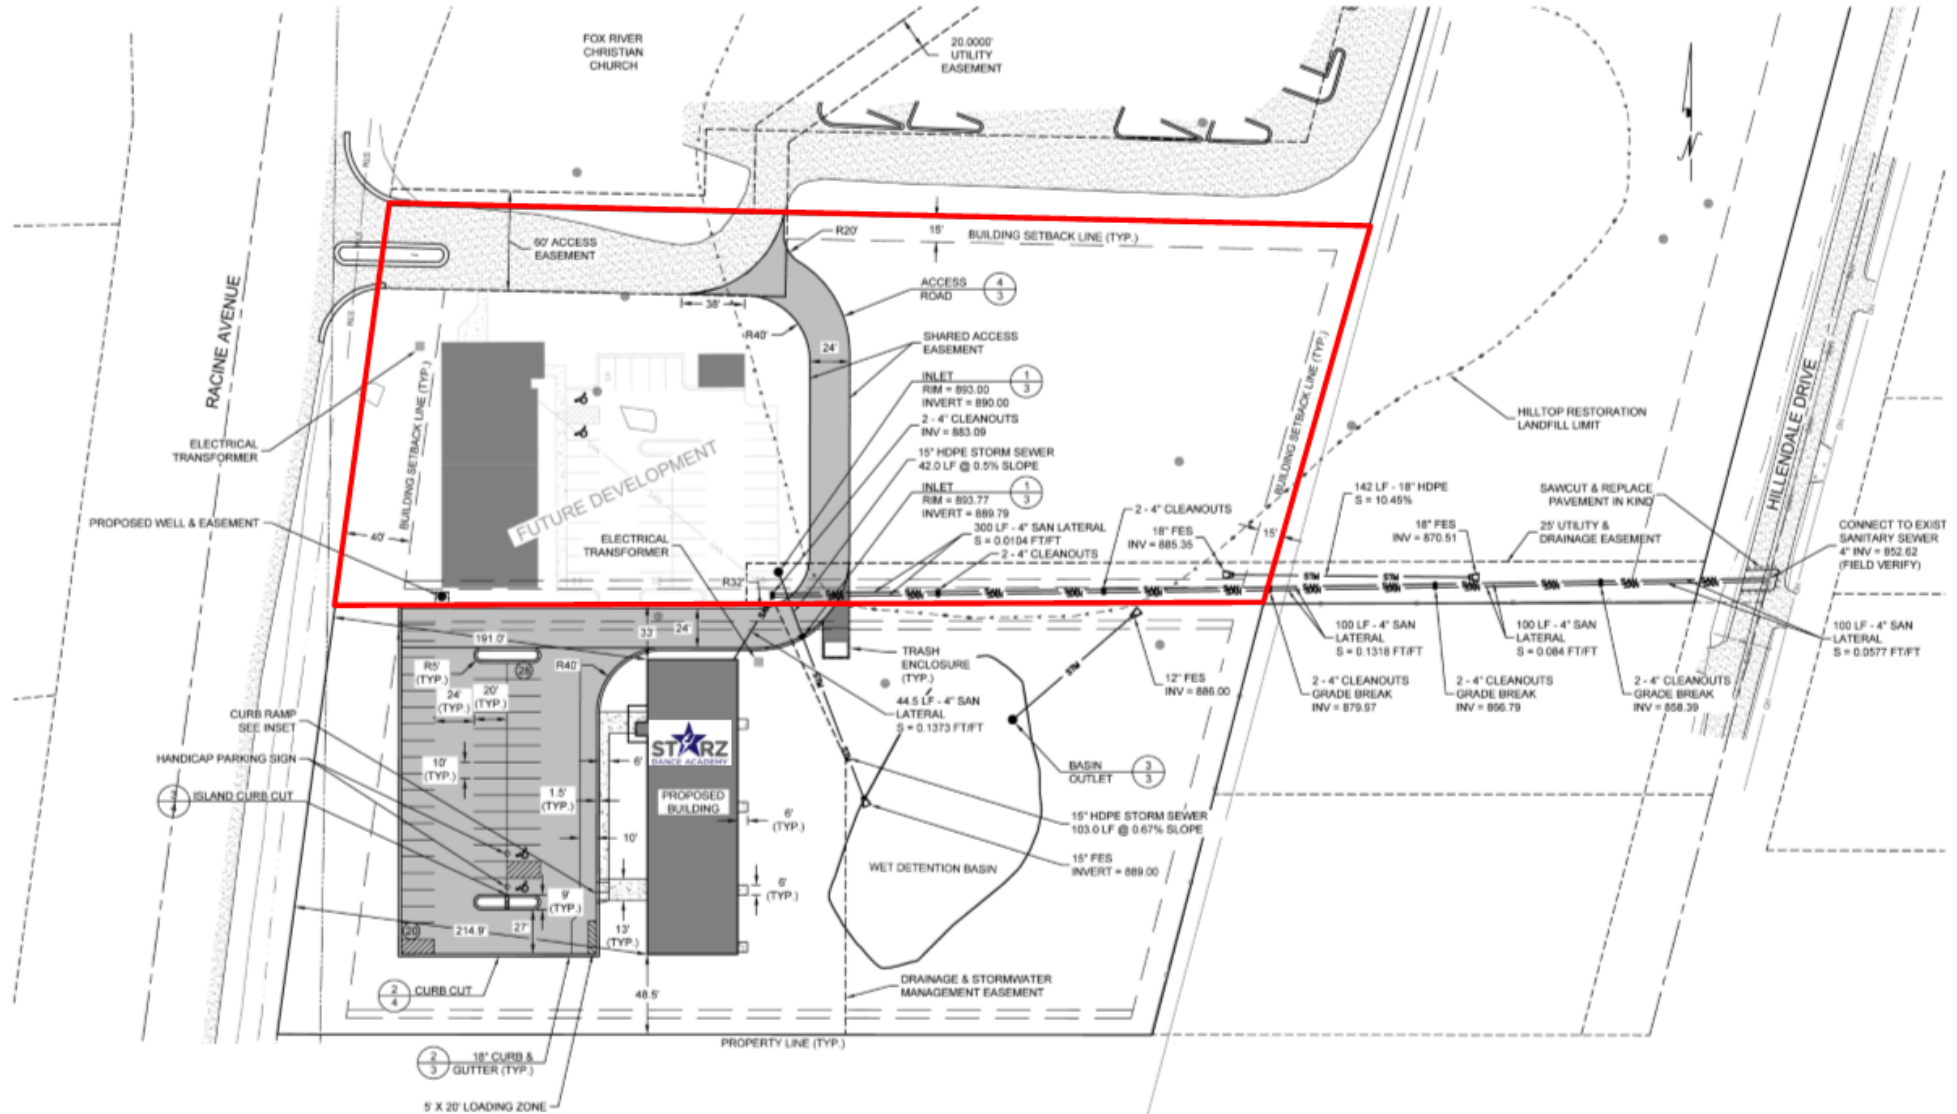 FOX RIVER
CHRISTIAN
CHURCH
20.0000'
UTILITY
EASEMENT
N
RACINE AVENUE
60' ACCESS
EASEMENT
R20'
15'
BUILDING SETBACK LINE (TYP.)
ACCESS
ROAD
4
3
38'
R40'
24'
SHARED ACCESS
EASEMENT
INLET
RIM = 893.00
INVERT = 890.00
1
3
2 - 4" CLEANOUTS
INV = 883.09
15" HDPE STORM SEWER
42.0 LF @ 0.5% SLOPE
INLET
RIM = 893.77
INVERT = 889.79
1
3
300 LF - 4" SAN LATERAL
S = 0.0104 FT/FT
2 - 4" CLEANOUTS
2 - 4" CLEANOUTS
18" FES
INV = 885.35
BUILDING SETBACK LINE (TYP.)
15'
142 LF - 18" HDPE
S = 10.45%
18" FES
INV = 870.51
HILLTOP RESTORATION
LANDFILL LIMIT
HILLENDALE DRIVE
SAWCUT & REPLACE
PAVEMENT IN KIND
25' UTILITY &
DRAINAGE EASEMENT
CONNECT TO EXIST
SANITARY SEWER
4" INV = 852.62
(FIELD VERIFY)
ELECTRICAL
TRANSFORMER
BUILDING SETBACK LINE (TYP.)
FUTURE DEVELOPMENT
PROPOSED WELL & EASEMENT
40'
ELECTRICAL
TRANSFORMER
R32'
STM
STM
SAN
SAN
SAN
SAN
SAN
SAN
100 LF - 4" SAN
LATERAL
S = 0.1318 FT/FT
100 LF - 4" SAN
LATERAL
S = 0.084 FT/FT
100 LF - 4" SAN
LATERAL
S = 0.0577 FT/FT
2 - 4" CLEANOUTS
GRADE BREAK
INV = 879.97
2 - 4" CLEANOUTS
GRADE BREAK
INV = 866.79
2 - 4" CLEANOUTS
GRADE BREAK
INV = 858.39
191.0'
33'
24'
R5'
(TYP.)
26
R40'
24'
(TYP.)
20'
(TYP.)
TRASH
ENCLOSURE
(TYP.)
STM
12" FES
INV = 886.00
44.5 LF - 4" SAN
LATERAL
S = 0.1373 FT/FT
STM
STM
CURB RAMP
SEE INSET
HANDICAP PARKING SIGN
2
4
ISLAND CURB CUT
10'
(TYP.)
6'
STARZ
DANCE ACADEMY
PROPOSED
BUILDING
1.5'
(TYP.)
10'
6'
(TYP.)
6'
(TYP.)
9'
(TYP.)
13'
(TYP.)
27'
214.9'
20
BASIN
OUTLET
3
3
15" HDPE STORM SEWER
103.0 LF @ 0.67% SLOPE
15" FES
INVERT = 889.00
WET DETENTION BASIN
DRAINAGE & STORMWATER
MANAGEMENT EASEMENT
2
4
CURB CUT
48.5'
PROPERTY LINE (TYP.)
2
3
18" CURB &
GUTTER (TYP.)
5' X 20' LOADING ZONE